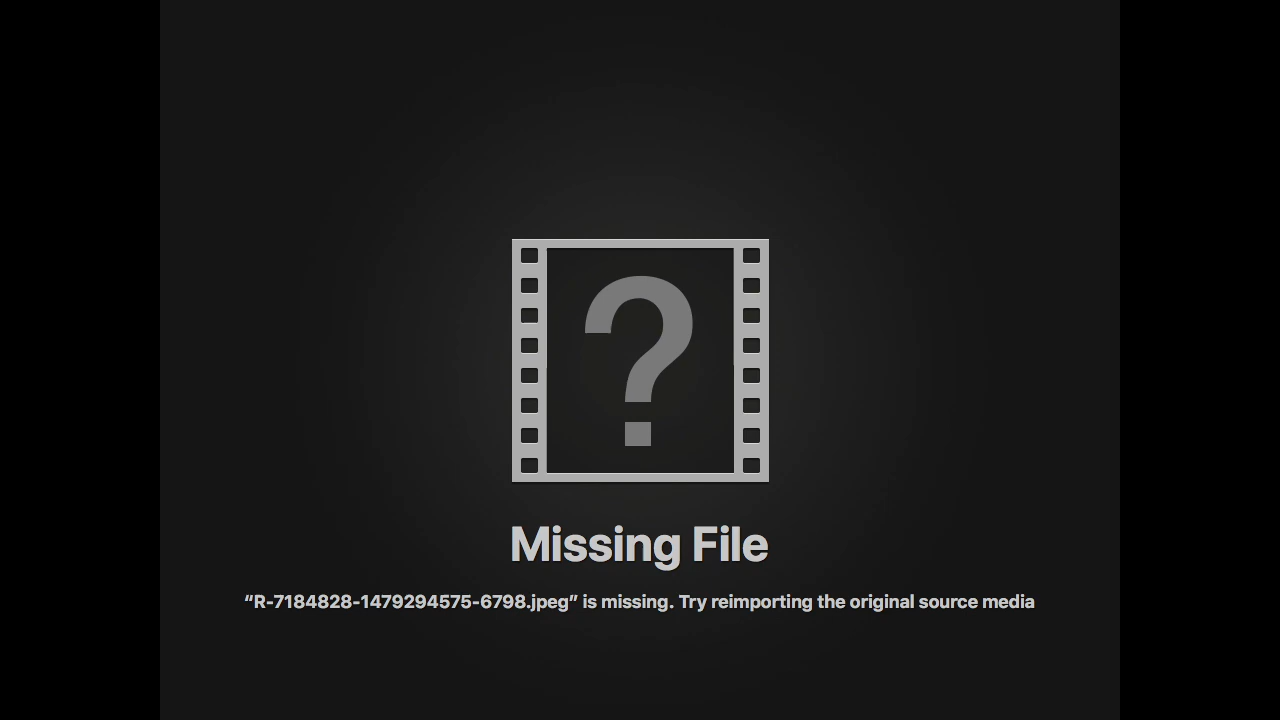 ?
Missing File
“R-7184828-1479294575-6798.jpeg” is missing. Try reimporting the original source media